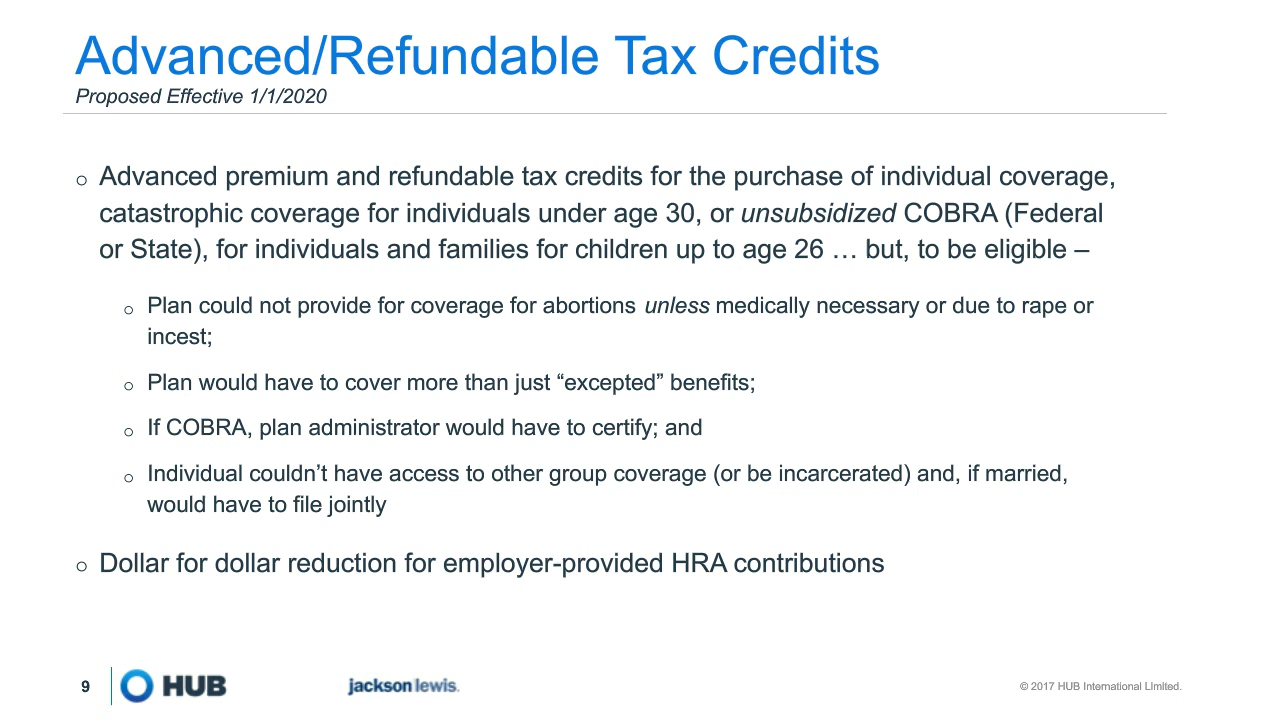 Advanced/Refundable Tax Credits
Proposed Effective 1/1/2020
Advanced premium and refundable tax credits for the purchase of individual coverage,
catastrophic coverage for individuals under age 30, or unsubsidized COBRA (Federal
or State), for individuals and families for children up to age 26 … but, to be eligible –
Plan could not provide for coverage for abortions unless medically necessary or due to rape or
incest;
Plan would have to cover more than just “excepted” benefits;
If COBRA, plan administrator would have to certify; and
Individual couldn’t have access to other group coverage (or be incarcerated) and, if married,
would have to file jointly
Dollar for dollar reduction for employer-provided HRA contributions
9
HUB
jackson lewis.
© 2017 HUB International Limited.